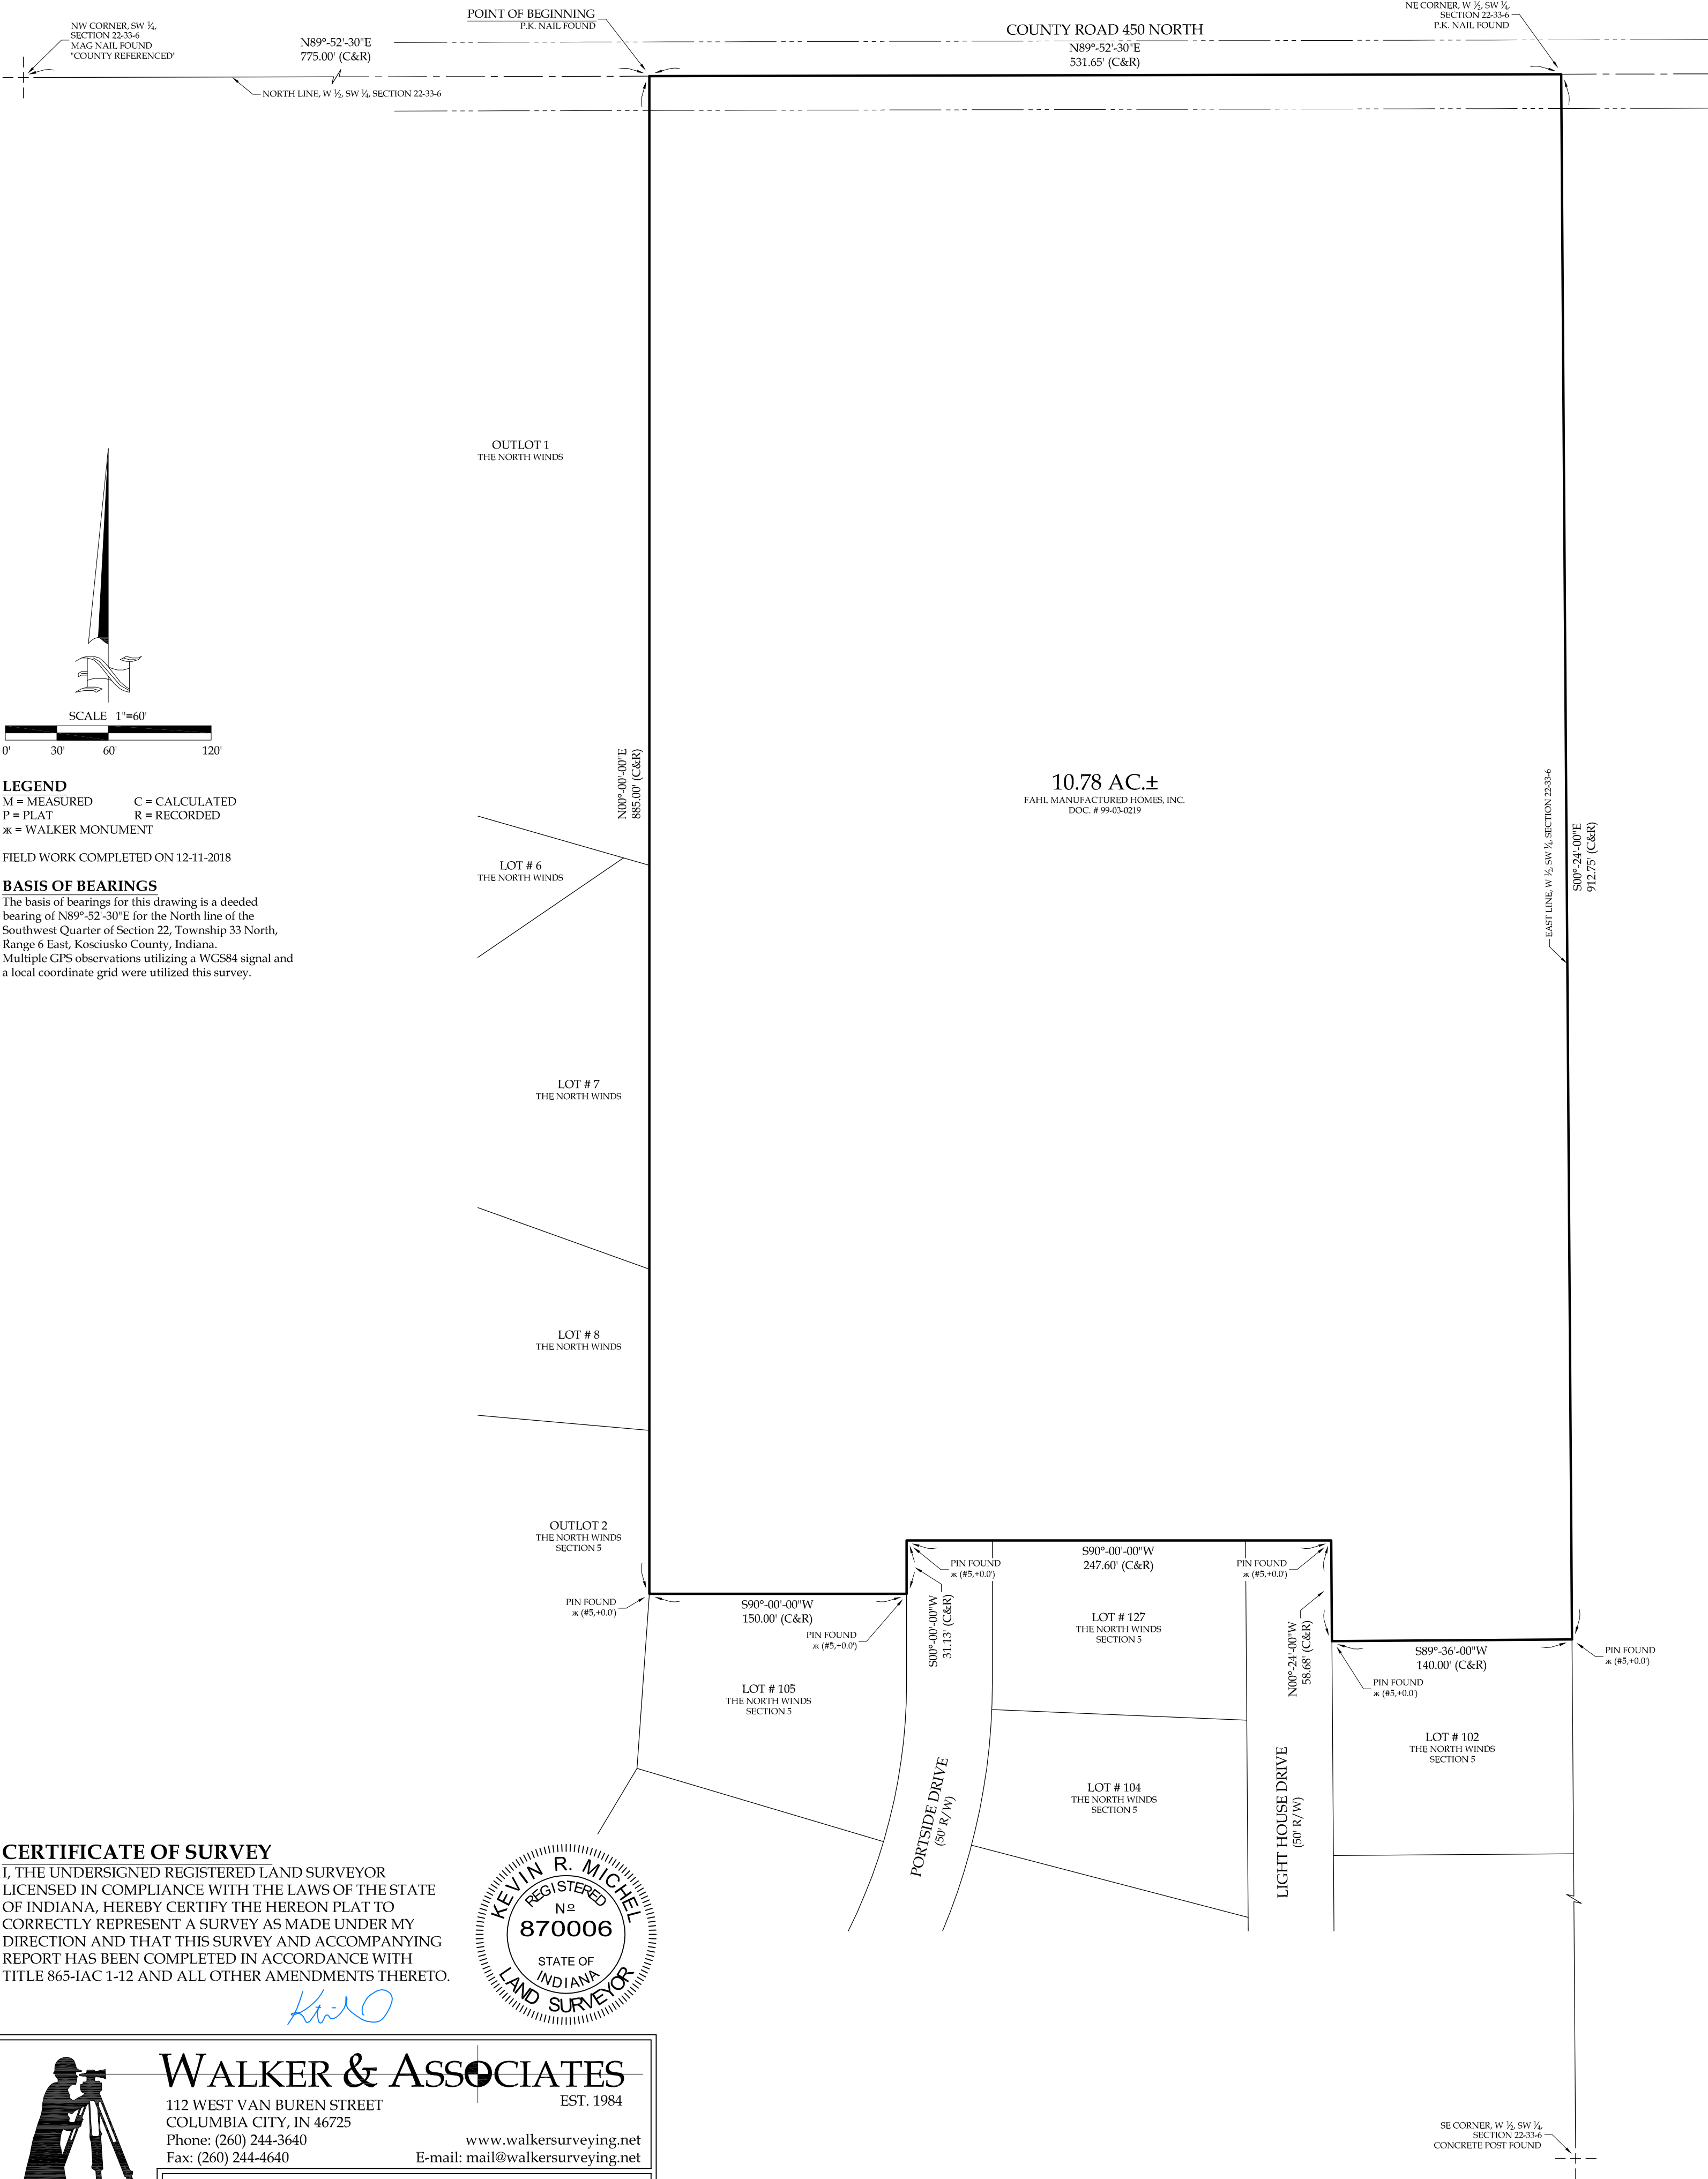 NW CORNER, SW ¼,
SECTION 22-33-6
MAG NAIL FOUND
"COUNTY REFERENCED"
N89°-52'-30"E
775.00' (C&R)
NORTH LINE, W ½, SW ¼, SECTION 22-33-6
POINT OF BEGINNING
P.K. NAIL FOUND
COUNTY ROAD 450 NORTH
N89°-52'-30"E
531.65' (C&R)
NE CORNER, W ½, SW ¼,
SECTION 22-33-6
P.K. NAIL FOUND
OUTLOT 1
THE NORTH WINDS
N
SCALE 1"=60'
0' 30' 60' 120'
LEGEND
M = MEASURED C = CALCULATED
P = PLAT R = RECORDED
ж = WALKER MONUMENT
FIELD WORK COMPLETED ON 12-11-2018
BASIS OF BEARINGS
The basis of bearings for this drawing is a deeded
bearing of N89°-52'-30"E for the North line of the
Southwest Quarter of Section 22, Township 33 North,
Range 6 East, Kosciusko County, Indiana.
Multiple GPS observations utilizing a WGS84 signal and
a local coordinate grid were utilized this survey.
N00°-00'-00"E
885.00' (C&R)
10.78 AC.±
FAHL MANUFACTURED HOMES, INC.
DOC. # 99-03-0219
EAST LINE, W ½, SW ¼, SECTION 22-33-6
S00°-24'-00"E
912.75' (C&R)
LOT # 6
THE NORTH WINDS
LOT # 7
THE NORTH WINDS
LOT # 8
THE NORTH WINDS
OUTLOT 2
THE NORTH WINDS
SECTION 5
PIN FOUND
ж (#5,+0.0')
S90°-00'-00"W
150.00' (C&R)
PIN FOUND
ж (#5,+0.0')
PIN FOUND
ж (#5,+0.0')
S00°-00'-00"W
31.13' (C&R)
S90°-00'-00"W
247.60' (C&R)
PIN FOUND
ж (#5,+0.0')
N00°-24'-00"W
58.68' (C&R)
S89°-36'-00"W
140.00' (C&R)
PIN FOUND
ж (#5,+0.0')
PIN FOUND
ж (#5,+0.0')
LOT # 127
THE NORTH WINDS
SECTION 5
LOT # 105
THE NORTH WINDS
SECTION 5
LOT # 102
THE NORTH WINDS
SECTION 5
LOT # 104
THE NORTH WINDS
SECTION 5
PORTSIDE DRIVE
(50' R/W)
LIGHT HOUSE DRIVE
(50' R/W)
CERTIFICATE OF SURVEY
I, THE UNDERSIGNED REGISTERED LAND SURVEYOR
LICENSED IN COMPLIANCE WITH THE LAWS OF THE STATE
OF INDIANA, HEREBY CERTIFY THE HEREON PLAT TO
CORRECTLY REPRESENT A SURVEY AS MADE UNDER MY
DIRECTION AND THAT THIS SURVEY AND ACCOMPANYING
REPORT HAS BEEN COMPLETED IN ACCORDANCE WITH
TITLE 865-IAC 1-12 AND ALL OTHER AMENDMENTS THERETO.
KEVIN R. MICHEL
REGISTERED
Nº
870006
STATE OF
INDIANA
LAND SURVEYOR
WALKER & ASSOCIATES
EST. 1984
112 WEST VAN BUREN STREET
COLUMBIA CITY, IN 46725
Phone: (260) 244-3640 www.walkersurveying.net
Fax: (260) 244-4640 E-mail: mail@walkersurveying.net
SE CORNER, W ½, SW ¼,
SECTION 22-33-6
CONCRETE POST FOUND